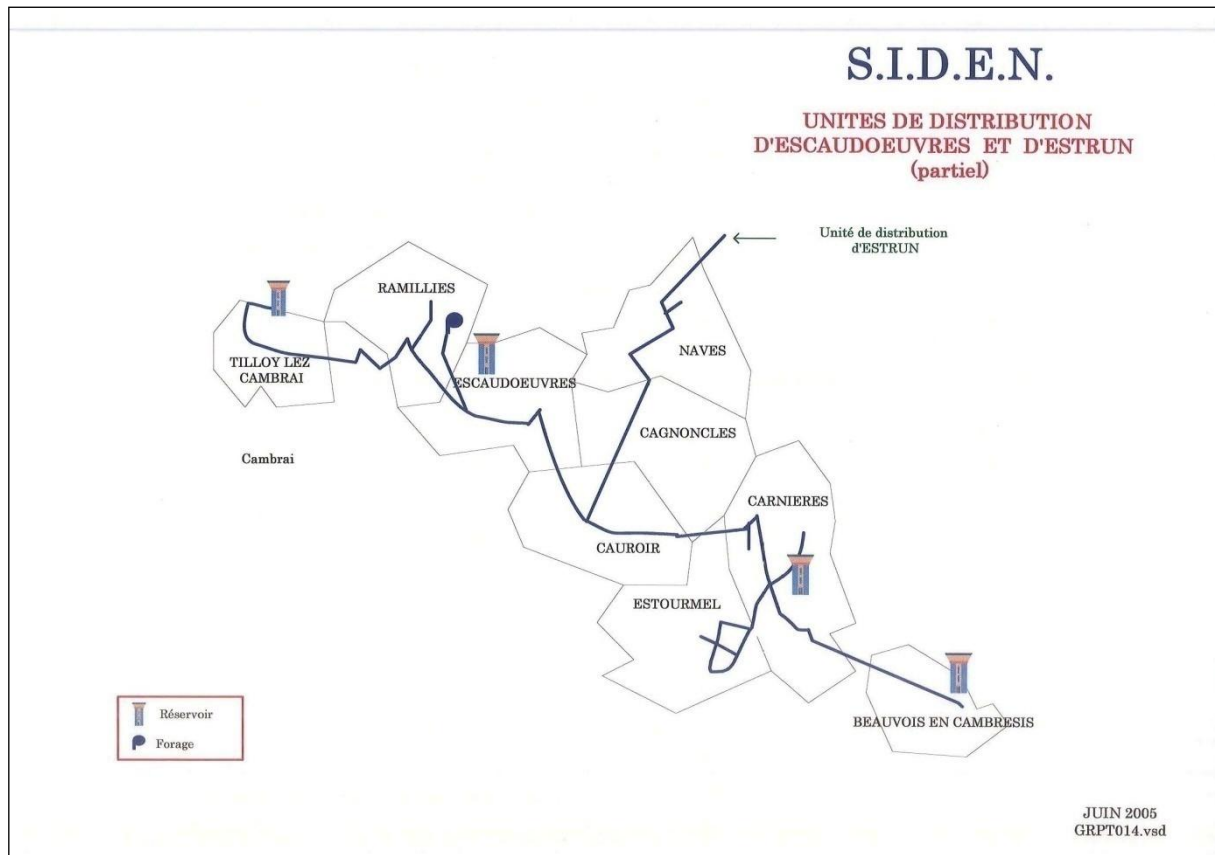 S.I.D.E.N.
UNITES DE DISTRIBUTION
D'ESCAUDOEUVRES ET D'ESTRUN
(partiel)
Unité de distribution
d'ESTRUN
RAMILLIES
TILLOY LEZ
CAMBRAI
ESCAUDOEUVRES
NAVES
CAGNONCLES
Cambrai
CARNIERES
CAUROIR
ESTOURMEL
BEAUVOIS EN CAMBRESIS
Réservoir
Forage
JUIN 2005
GRPT014.vsd